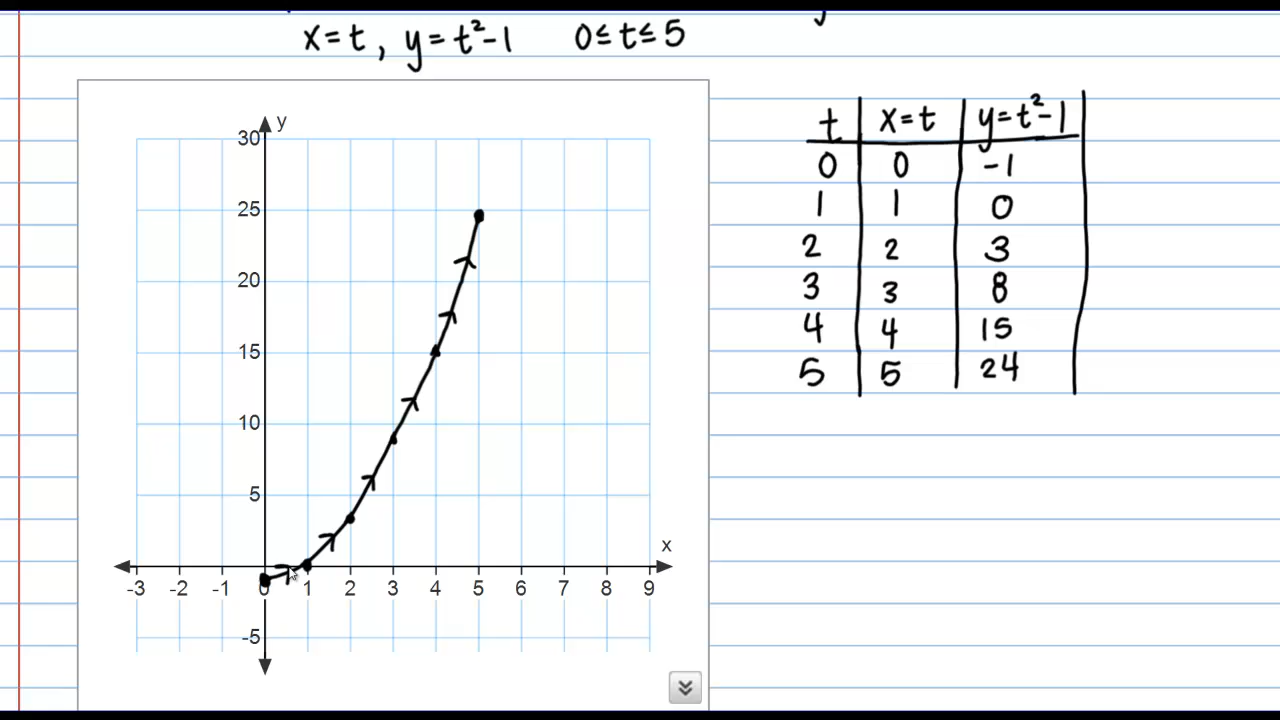 x=t, y=t²-1 0≤t≤5
y
30
25
20
15
10
5
x
-3 -2 -1 0 1 2 3 4 5 6 7 8 9
-5
t x=t y=t²-1
0 0 -1
1 1 0
2 2 3
3 3 8
4 4 15
5 5 24